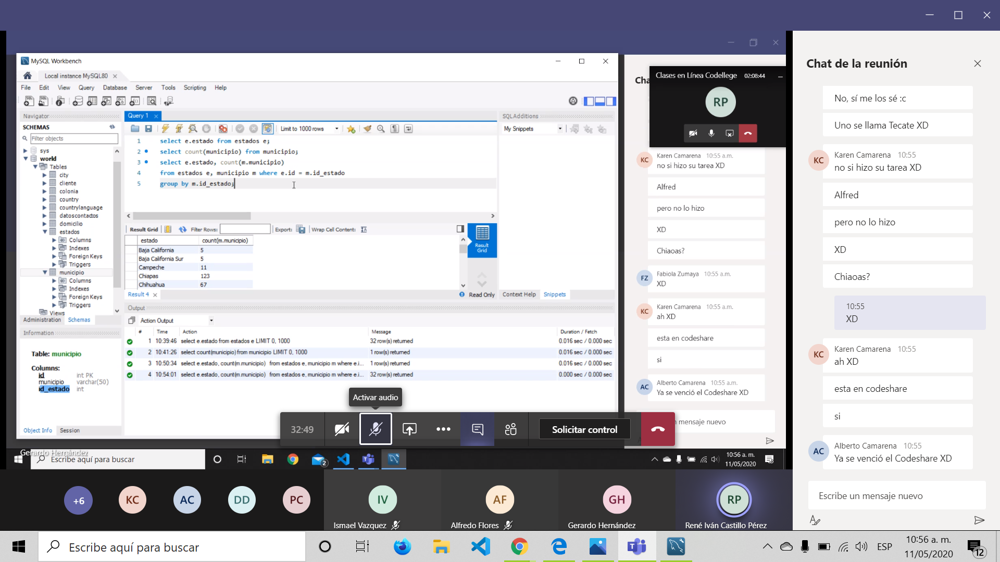 MySQL Workbench
Local instance MySQL80
File Edit View Query Database Server Tools Scripting Help
Navigator
SCHEMAS
Filter objects
sys
world
Tables
city
cliente
colonia
country
countrylanguage
datoscontactos
domicilio
estados
Columns
Indexes
Foreign Keys
Triggers
municipio
Columns
Indexes
Foreign Keys
Triggers
Views
Administration Schemas
Information
Table: municipio
Columns:
id int PK
municipio varchar(50)
id_estado int
Object Info Session
Query 1
Limit to 1000 rows
1 select e.estado from estados e;
2 select count(municipio) from municipio;
3 select e.estado, count(m.municipio)
4 from estados e, municipio m where e.id = m.id_estado
5 group by m.id_estado;
Result Grid Filter Rows: Export: Wrap Cell Content:
estado count(m.municipio)
Baja California 5
Baja California Sur 5
Campeche 11
Chiapas 123
Chihuahua 67
Result Grid
Result 4
Read Only
SQLAdditions
My Snippets
Context Help Snippets
Output
Action Output
# Time Action Message Duration / Fetch
1 10:39:46 select e.estado from estados e LIMIT 0, 1000 32 row(s) returned 0.016 sec / 0.000 sec
2 10:41:26 select count(municipio) from municipio LIMIT 0, 1000 1 row(s) returned 0.016 sec / 0.000 sec
3 10:50:34 select e.estado, count(m.municipio) from estados e, municipio m where e.i... 1 row(s) returned 0.016 sec / 0.000 sec
4 10:54:01 select e.estado, count(m.municipio) from estados e, municipio m where e.i... 32 row(s) returned 0.000 sec / 0.000 sec
Activar audio
32:49
Solicitar control
Cha
Clases en Línea Codellege 02:08:44
RP
KC
Karen Camarena 10:55 a.m.
no si hizo su tarea XD
Alfred
pero no lo hizo
XD
Chiaoas?
FZ
Fabiola Zumaya 10:55 a.m.
XD
KC
Karen Camarena 10:55 a.m.
ah XD
esta en codeshare
si
AC
Alberto Camarena 10:55 a.m.
Ya se venció el Codeshare XD
n mensaje nuevo
Gerardo Hernández
Escribe aquí para buscar
2
10:56 a. m.
11/05/2020
+6
KC
AC
DD
PC
IV
Ismael Vazquez
AF
Alfredo Flores
GH
Gerardo Hernández
RP
René Iván Castillo Pérez
Chat de la reunión
No, sí me los sé :c
Uno se llama Tecate XD
KC
Karen Camarena 10:55
no si hizo su tarea XD
Alfred
pero no lo hizo
XD
Chiaoas?
10:55
XD
KC
Karen Camarena 10:55
ah XD
esta en codeshare
si
AC
Alberto Camarena 10:55
Ya se venció el Codeshare XD
Escribe un mensaje nuevo
Escribe aquí para buscar
ESP
10:56 a. m.
11/05/2020
12